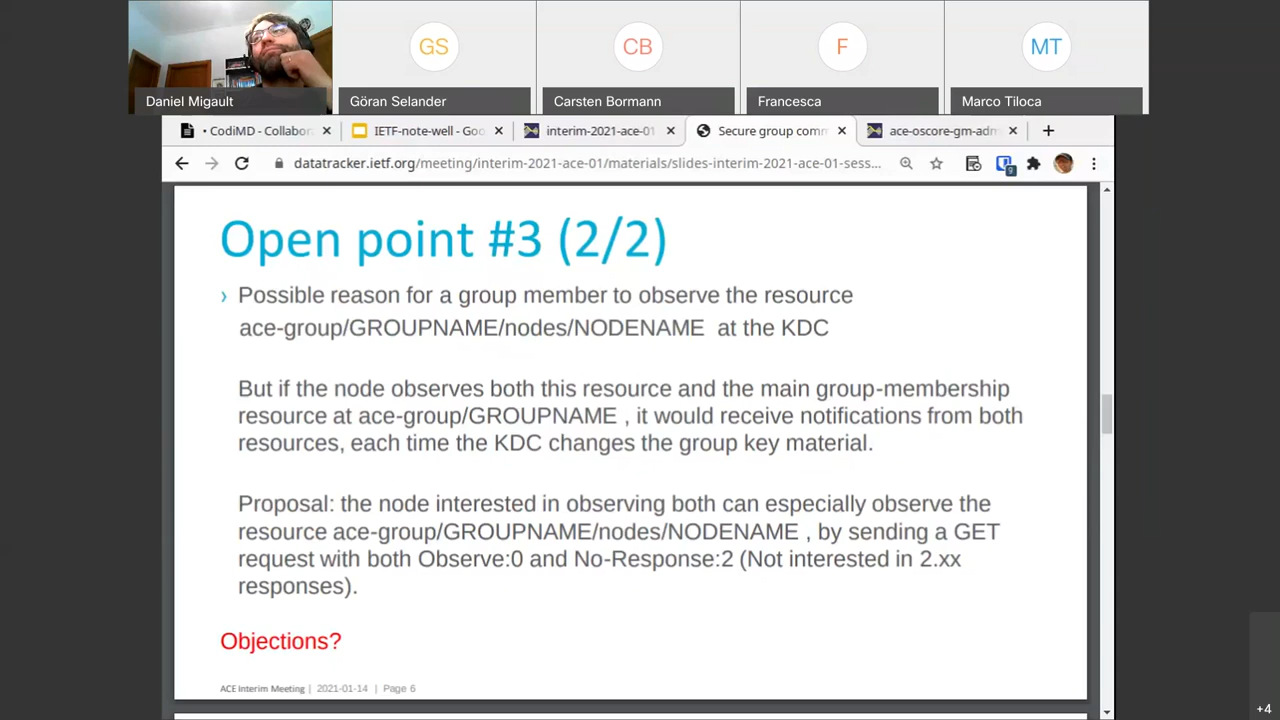 GS
CB
F
MT
Daniel Migault
Göran Selander
Carsten Bormann
Francesca
Marco Tiloca
• CodiMD - Collabor
IETF-note-well - Goo
interim-2021-ace-01
Secure group comm
ace-oscore-gm-adm
datatracker.ietf.org/meeting/interim-2021-ace-01/materials/slides-interim-2021-ace-01-sess...
9
Open point #3 (2/2)
› Possible reason for a group member to observe the resource
ace-group/GROUPNAME/nodes/NODENAME at the KDC
But if the node observes both this resource and the main group-membership
resource at ace-group/GROUPNAME , it would receive notifications from both
resources, each time the KDC changes the group key material.
Proposal: the node interested in observing both can especially observe the
resource ace-group/GROUPNAME/nodes/NODENAME , by sending a GET
request with both Observe:0 and No-Response:2 (Not interested in 2.xx
responses).
Objections?
ACE Interim Meeting | 2021-01-14 | Page 6
+4